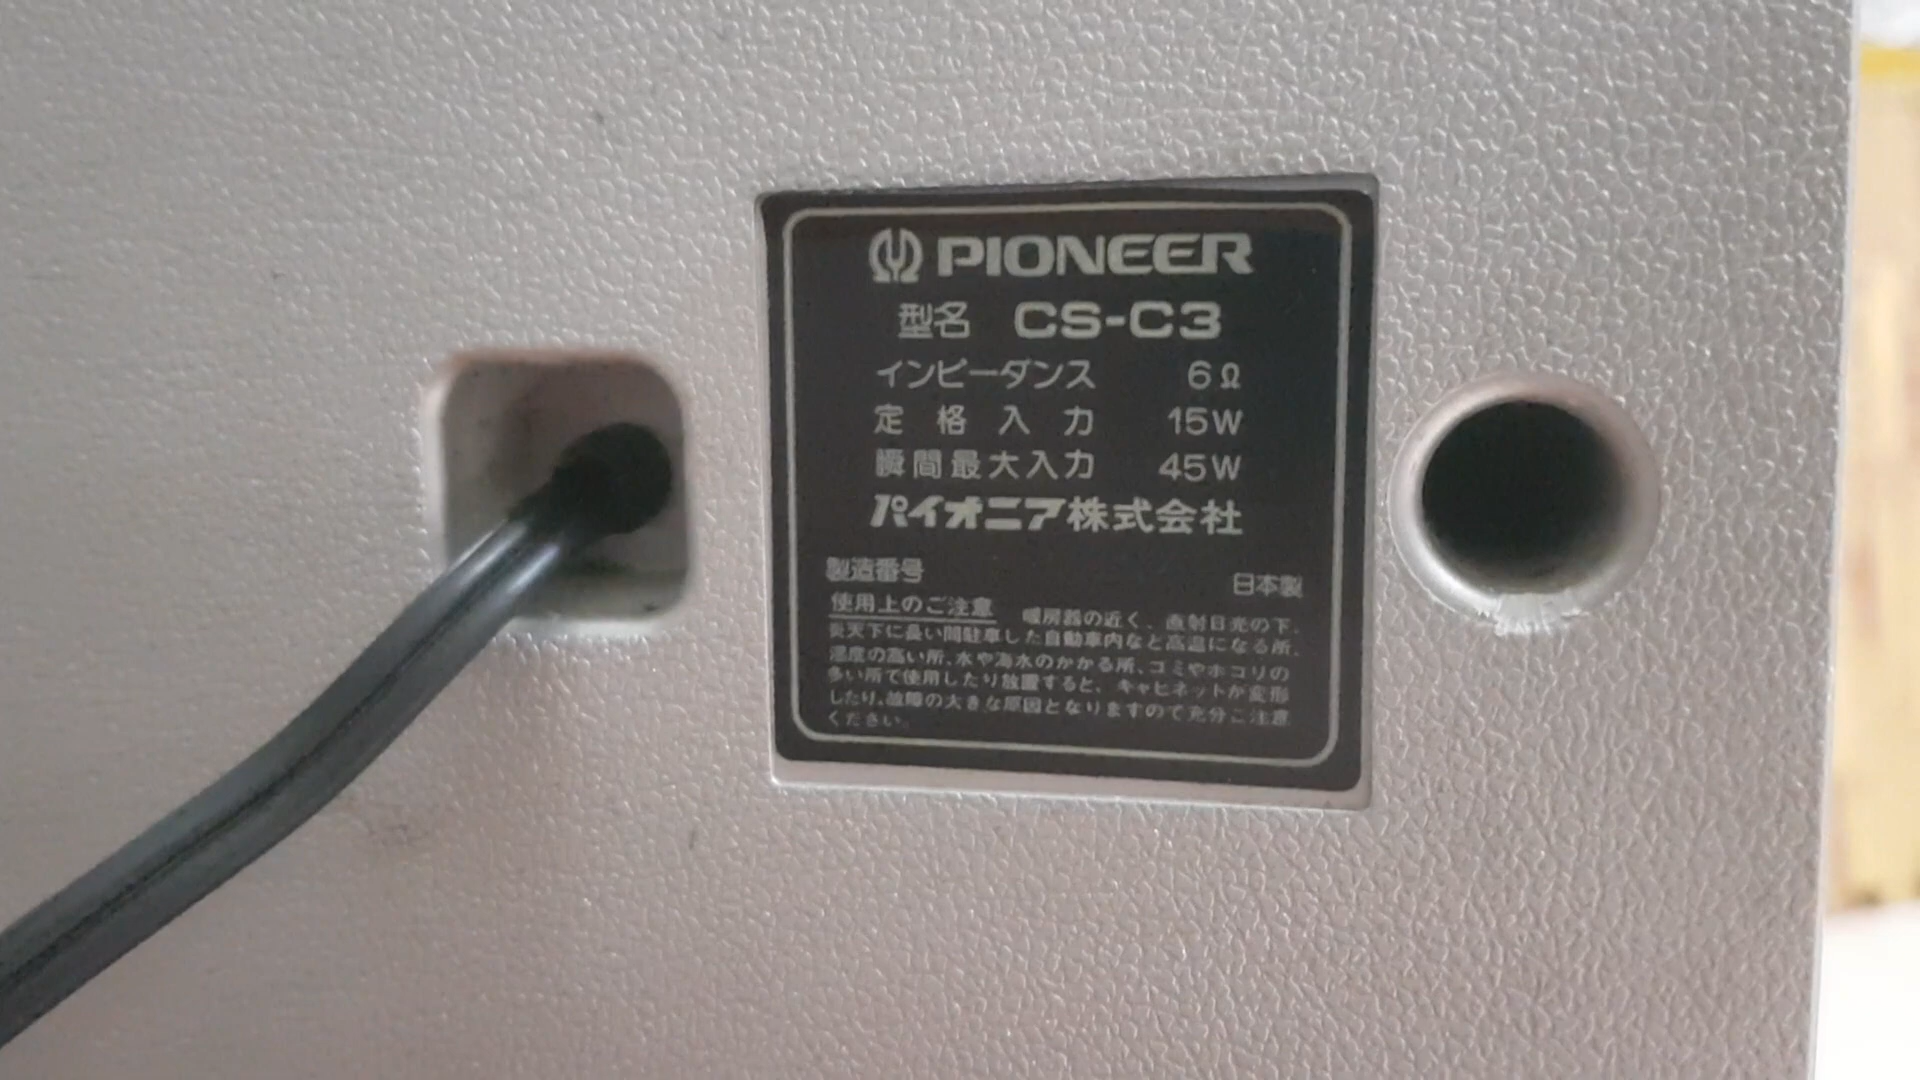 PIONEER
型名 CS-C3
インピーダンス 6Ω
定格入力 15W
瞬間最大入力 45W
パイオニア株式会社
製造番号
日本製
使用上のご注意 暖房器の近く、直射日光の下、
炎天下に長い間駐車した自動車内など高温になる所、
湿度の高い所、水や海水のかかる所、ゴミやホコリの
多い所で使用したり放置すると、キャビネットが変形
したり、故障の大きな原因となりますので充分ご注意
ください。